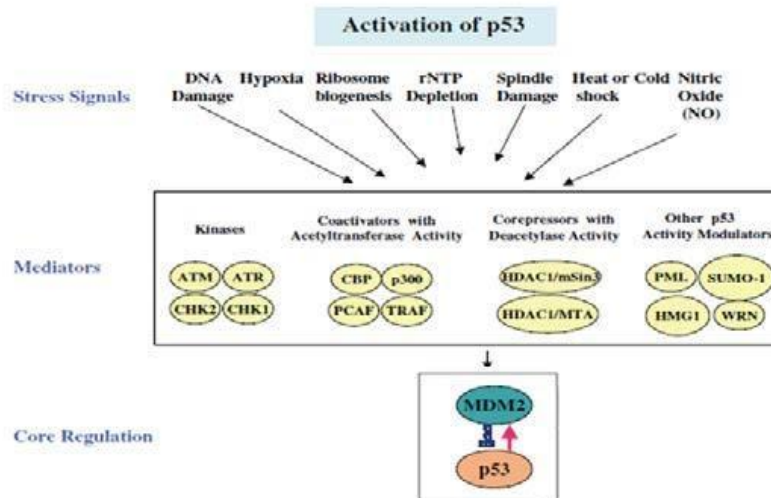 Activation of p53
Stress Signals
DNA Damage
Hypoxia
Ribosome biogenesis
rNTP Depletion
Spindle Damage
Heat or Cold shock
Nitric Oxide (NO)
Mediators
Kinases
ATM ATR
CHK2 CHK1
Coactivators with
Acetyltransferase Activity
CBP p300
PCAF TRAF
Corepressors with
Deacetylase Activity
HDAC1/mSin3
HDAC1/MTA
Other p53
Activity Modulators
PML SUMO-1
HMG1 WRN
Core Regulation
MDM2
p53